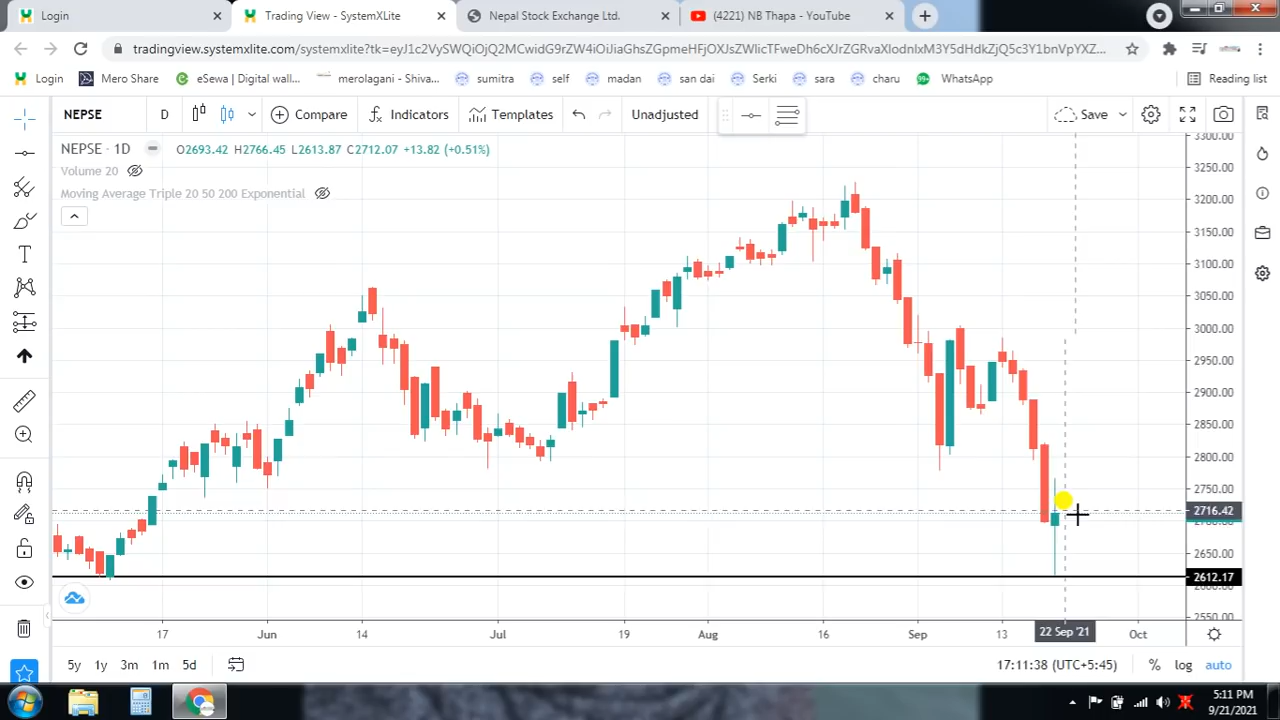 Login
Trading View - SystemXLite
Nepal Stock Exchange Ltd.
(4221) NB Thapa - YouTube
Login
Mero Share
eSewa | Digital wall...
merolagani - Shiva...
sumitra
self
madan
san dai
Serki
sara
charu
99+
WhatsApp
Reading list
NEPSE
D
Compare
Indicators
Templates
Unadjusted
Save
NEPSE · 1D
O2693.42 H2766.45 L2613.87 C2712.07 +13.82 (+0.51%)
Volume 20
Moving Average Triple 20 50 200 Exponential
3300.00
3250.00
3200.00
3150.00
3100.00
3050.00
3000.00
2950.00
2900.00
2850.00
2800.00
2750.00
2716.42
2650.00
2612.17
2550.00
17
Jun
14
Jul
19
Aug
16
Sep
13
22 Sep '21
Oct
5y
1y
3m
1m
5d
17:11:38 (UTC+5:45)
%
log
auto
5:11 PM
9/21/2021